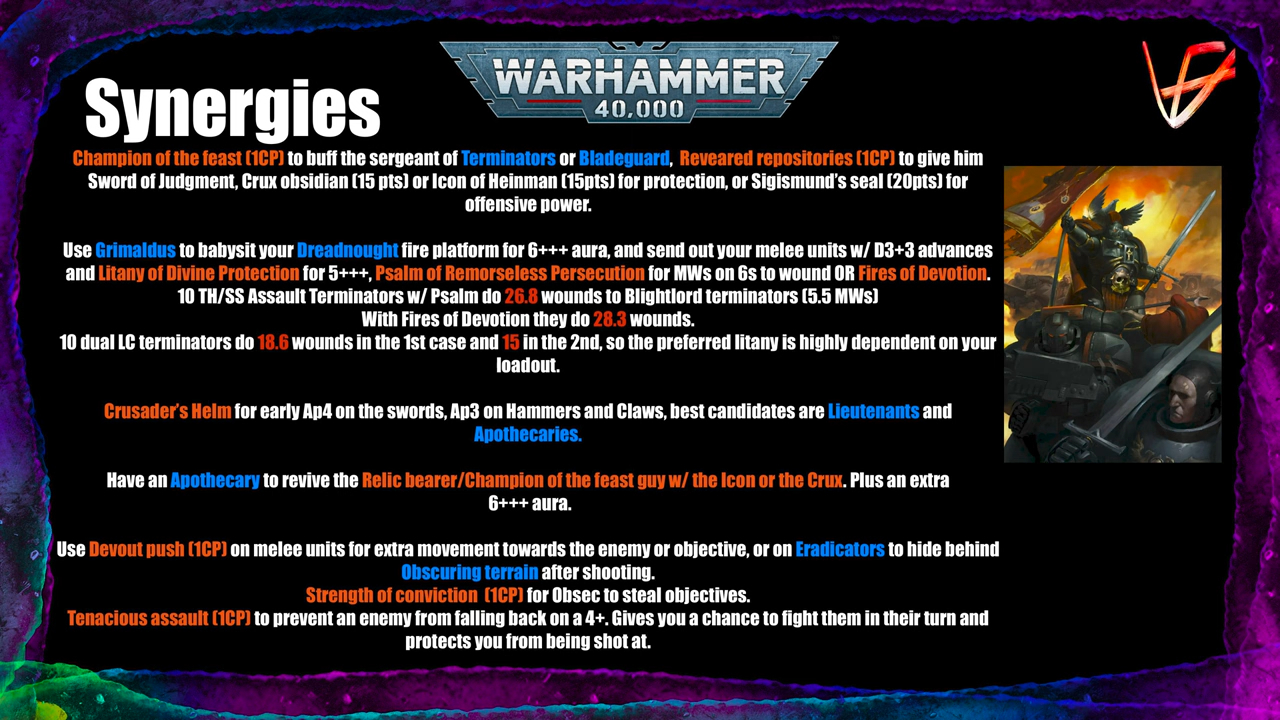 WARHAMMER
40,000
Synergies
Champion of the feast (1CP) to buff the sergeant of Terminators or Bladeguard, Reveared repositories (1CP) to give him
Sword of Judgment, Crux obsidian (15 pts) or Icon of Heinman (15pts) for protection, or Sigismund's seal (20pts) for
offensive power.
Use Grimaldus to babysit your Dreadnought fire platform for 6+++ aura, and send out your melee units w/ D3+3 advances
and Litany of Divine Protection for 5+++, Psalm of Remorseless Persecution for MWs on 6s to wound OR Fires of Devotion.
10 TH/SS Assault Terminators w/ Psalm do 26.8 wounds to Blightlord terminators (5.5 MWs)
With Fires of Devotion they do 28.3 wounds.
10 dual LC terminators do 18.6 wounds in the 1st case and 15 in the 2nd, so the preferred litany is highly dependent on your
loadout.
Crusader's Helm for early Ap4 on the swords, Ap3 on Hammers and Claws, best candidates are Lieutenants and
Apothecaries.
Have an Apothecary to revive the Relic bearer/Champion of the feast guy w/ the Icon or the Crux. Plus an extra
6+++ aura.
Use Devout push (1CP) on melee units for extra movement towards the enemy or objective, or on Eradicators to hide behind
Obscuring terrain after shooting.
Strength of conviction (1CP) for Obsec to steal objectives.
Tenacious assault (1CP) to prevent an enemy from falling back on a 4+. Gives you a chance to fight them in their turn and
protects you from being shot at.